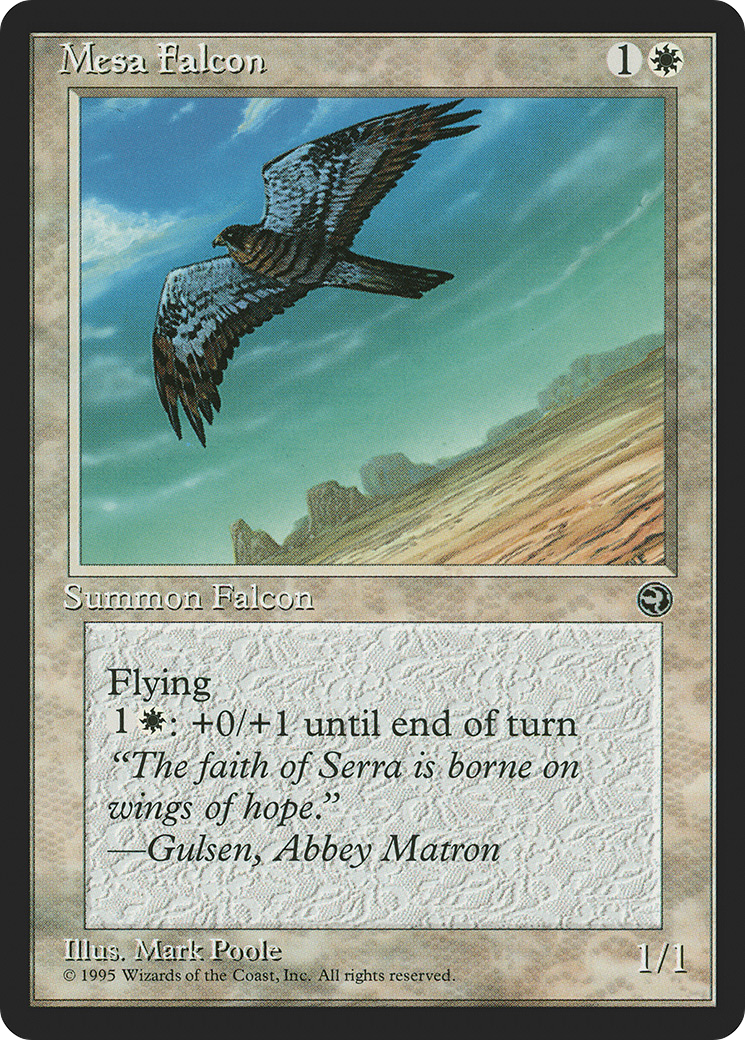 Mesa Falcon 1
Summon Falcon
Flying
1 : +0/+1 until end of turn
“The faith of Serra is borne on
wings of hope.”
—Gulsen, Abbey Matron
Illus. Mark Poole
© 1995 Wizards of the Coast, Inc. All rights reserved.
1/1